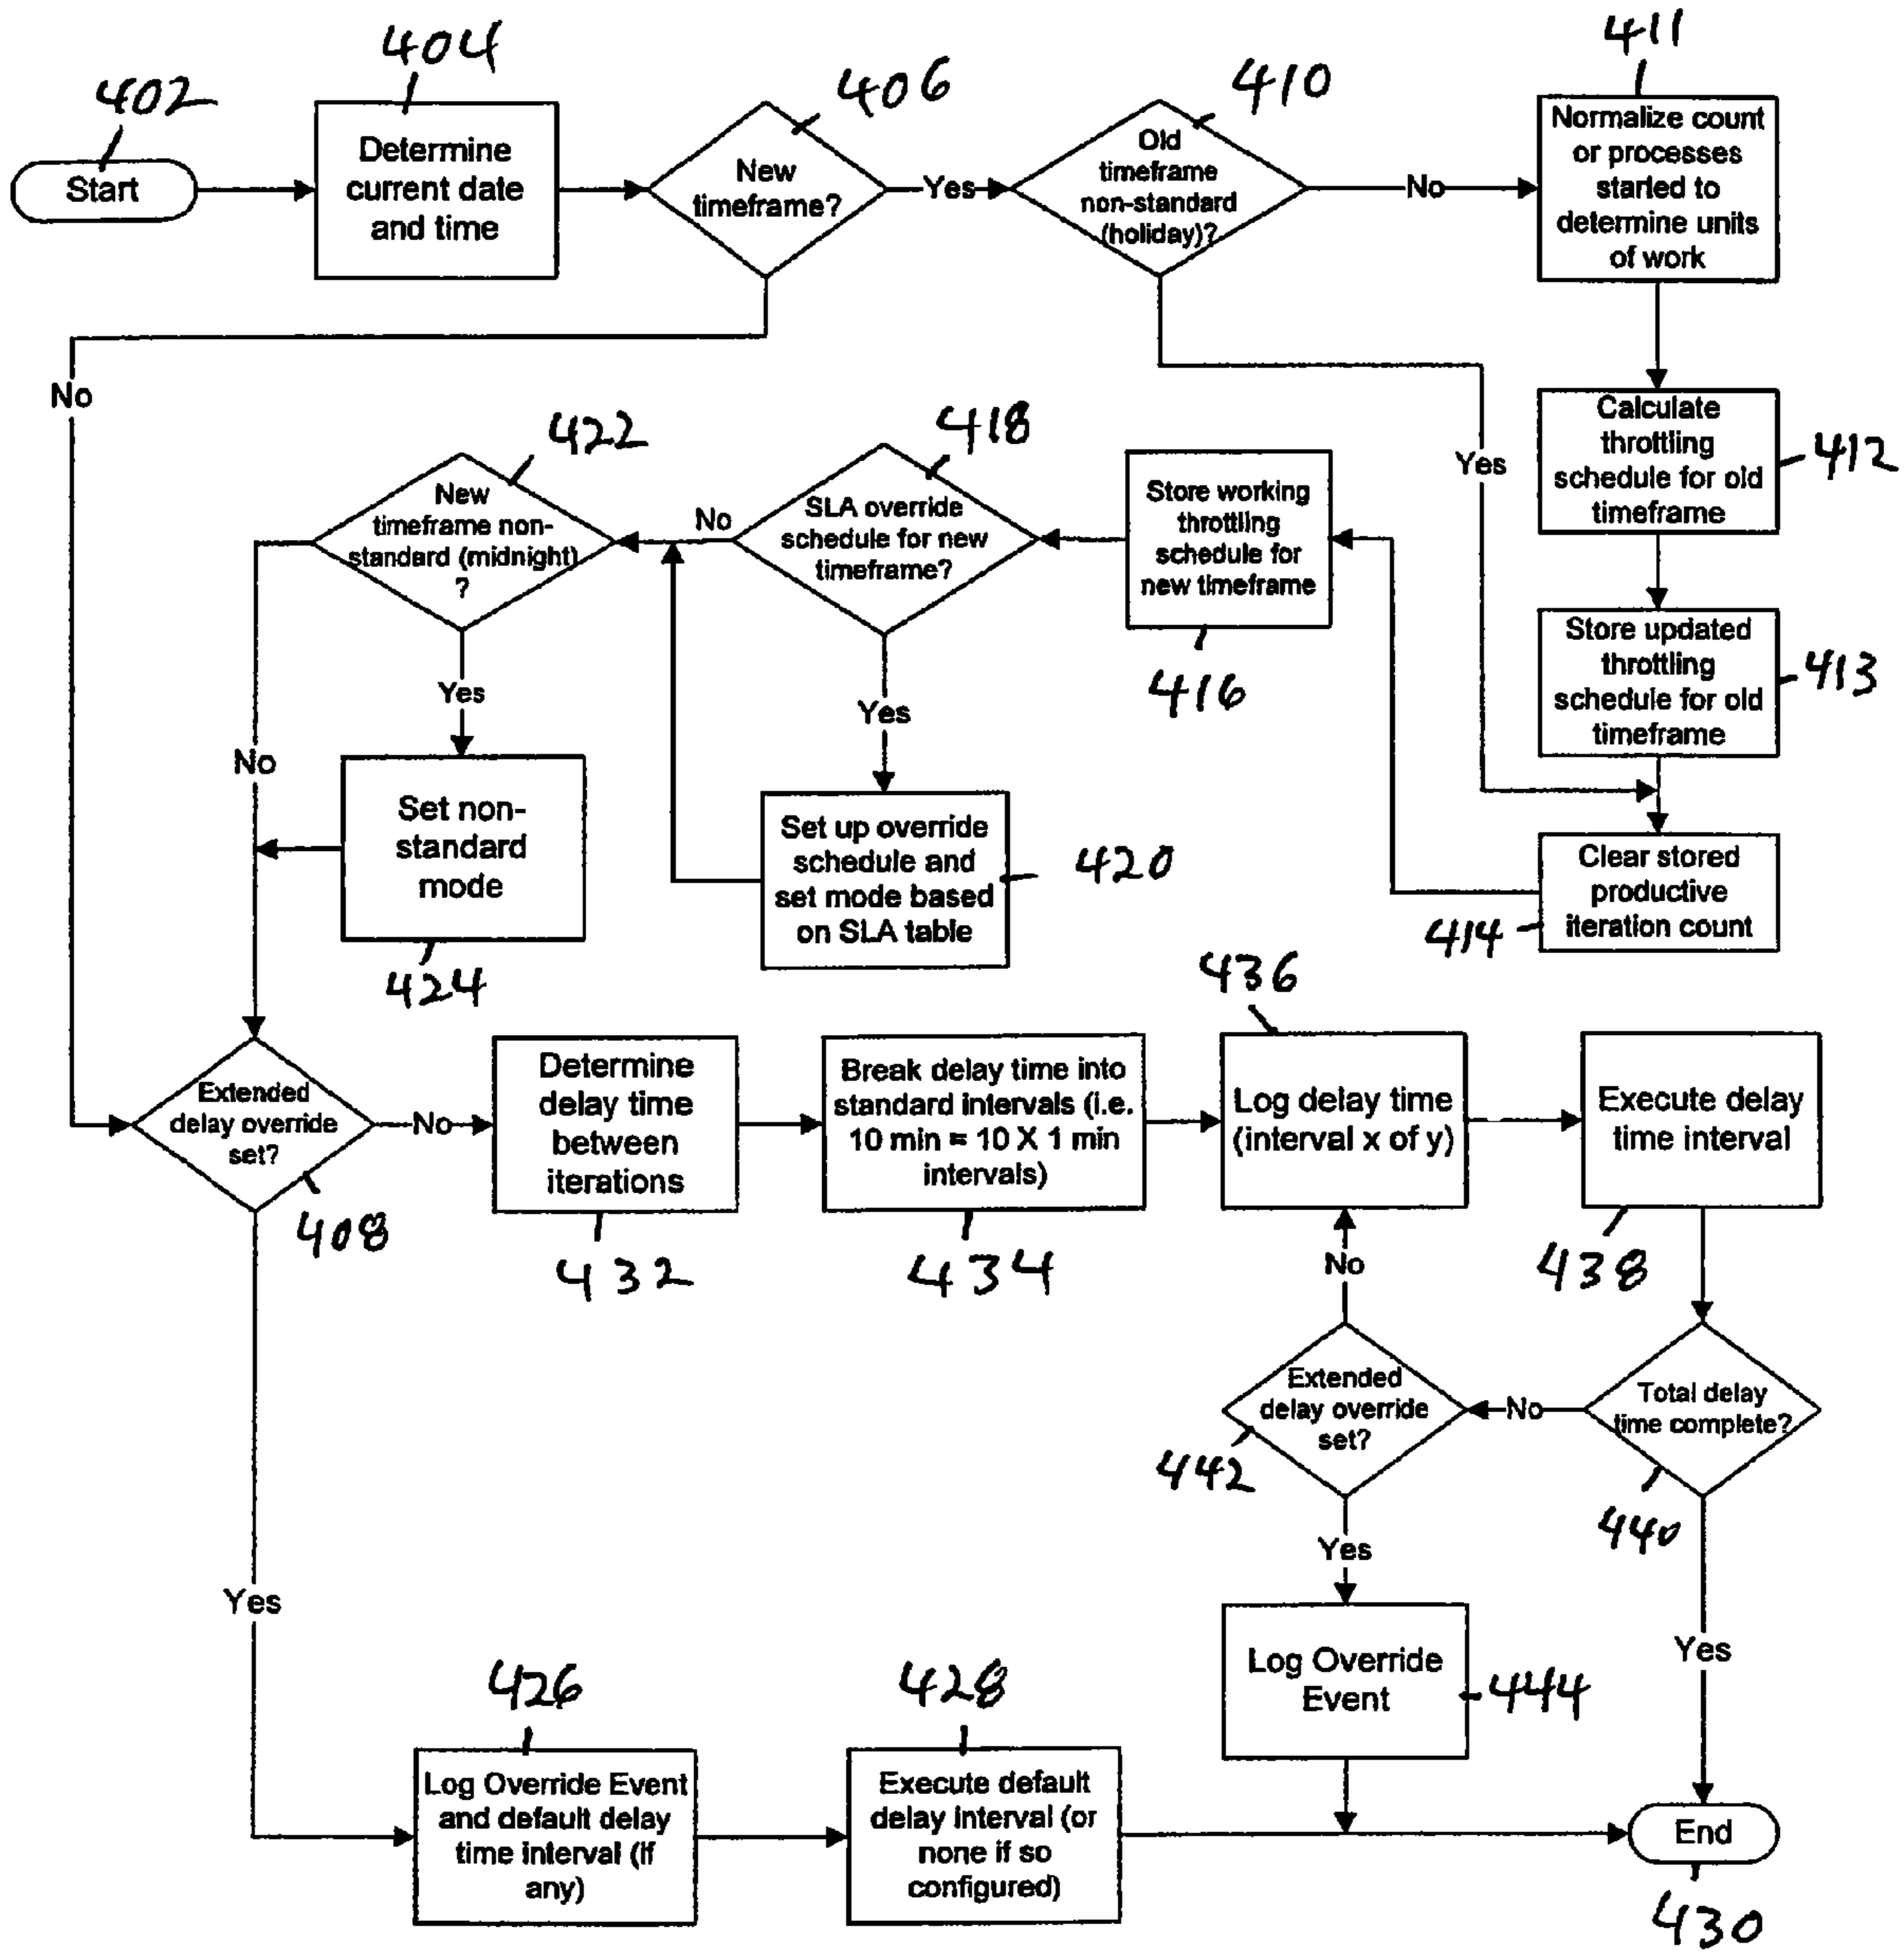 402
Start
404
Determine
current date
and time
406
New
timeframe?
Yes
410
Old
timeframe
non-standard
(holiday)?
No
411
Normalize count
or processes
started to
determine units
of work
No
Yes
Calculate
throttling
schedule for old
timeframe
412
Store updated
throttling
schedule for old
timeframe
413
Clear stored
productive
iteration count
414
Store working
throttling
schedule for
new timeframe
416
418
SLA override
schedule for new
timeframe?
No
Yes
Set up override
schedule and
set mode based
on SLA table
420
422
New
timeframe non-
standard (midnight)
?
Yes
No
Set non-
standard
mode
424
Extended
delay override
set?
408
No
Determine
delay time
between
iterations
432
Break delay time into
standard intervals (i.e.
10 min = 10 X 1 min
intervals)
434
436
Log delay time
(interval x of y)
Execute delay
time interval
438
Total delay
time complete?
440
No
Extended
delay override
set?
442
No
Yes
Log Override
Event
444
Yes
Yes
426
Log Override Event
and default delay
time interval (if
any)
428
Execute default
delay interval (or
none if so
configured)
End
430